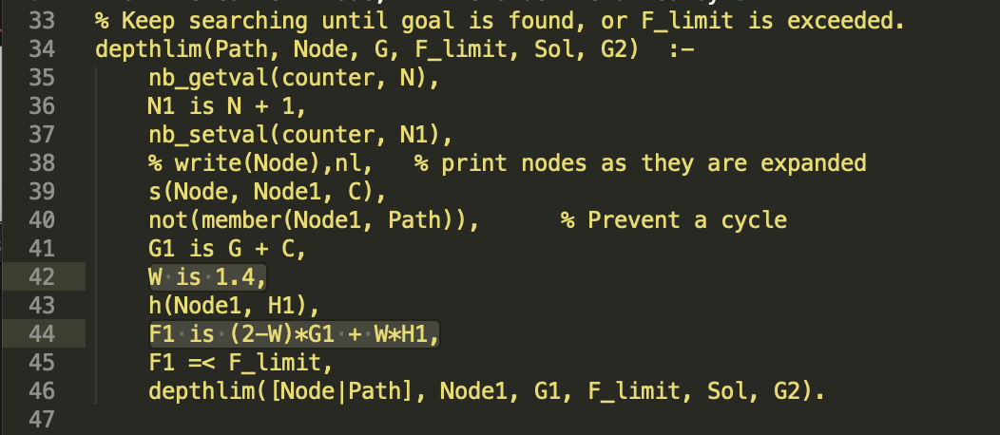 33 % Keep searching until goal is found, or F_limit is exceeded.
34 depthlim(Path, Node, G, F_limit, Sol, G2)  :-
35     nb_getval(counter, N),
36     N1 is N + 1,
37     nb_setval(counter, N1),
38     % write(Node),nl,   % print nodes as they are expanded
39     s(Node, Node1, C),
40     not(member(Node1, Path)),      % Prevent a cycle
41     G1 is G + C,
42     W is 1.4,
43     h(Node1, H1),
44     F1 is (2-W)*G1 + W*H1,
45     F1 =< F_limit,
46     depthlim([Node|Path], Node1, G1, F_limit, Sol, G2).
47